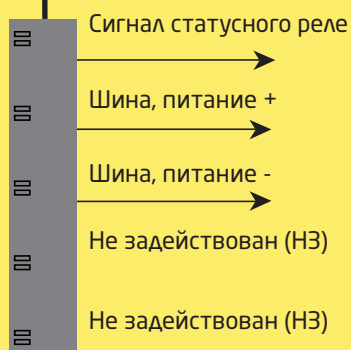 Сигнал статусного реле
Шина, питание +
Шина, питание -
Не задействован (НЗ)
Не задействован (НЗ)